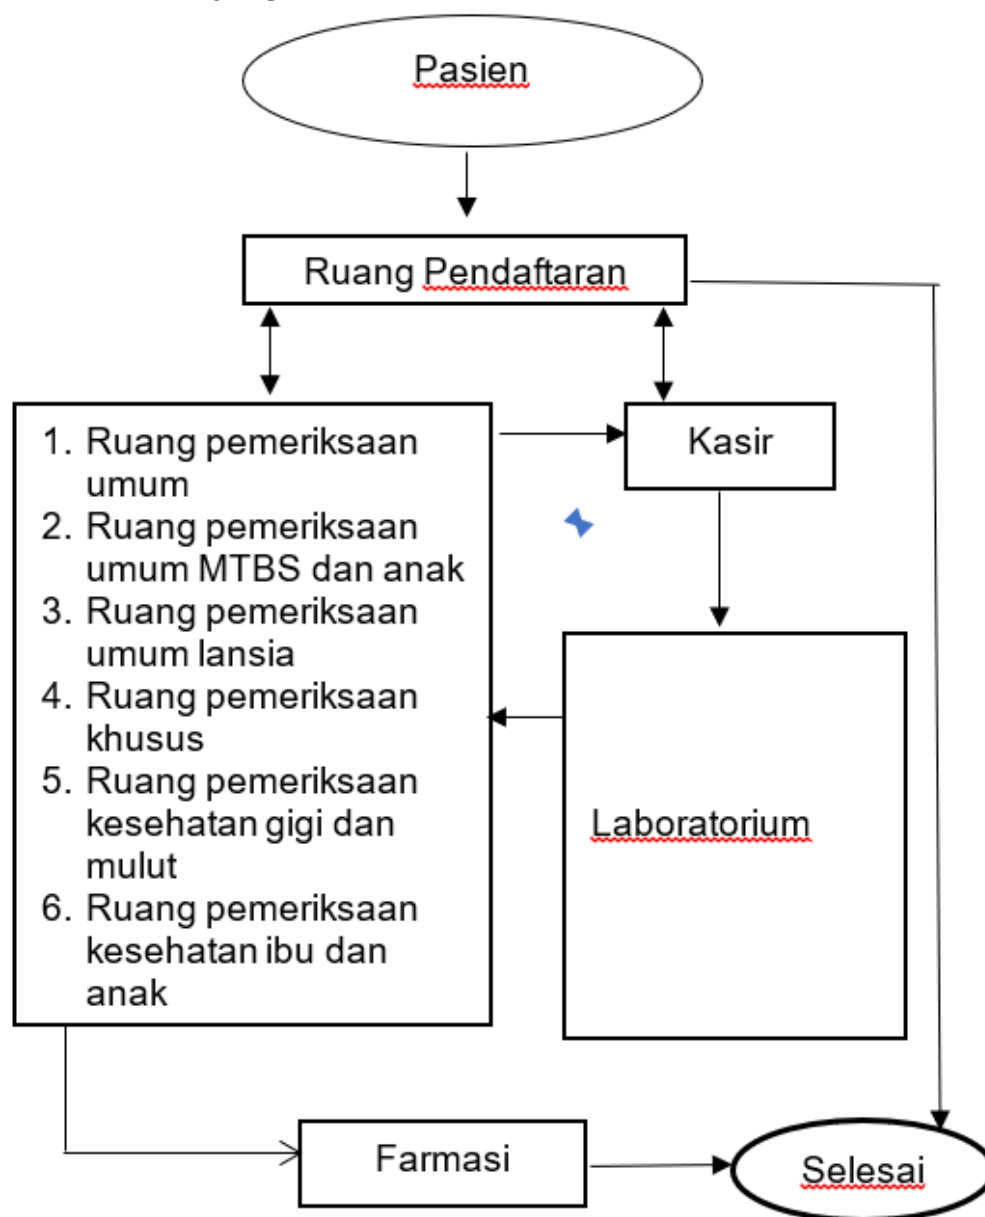 Pasien
Ruang Pendaftaran
1. Ruang pemeriksaan
umum
2. Ruang pemeriksaan
umum MTBS dan anak
3. Ruang pemeriksaan
umum lansia
4. Ruang pemeriksaan
khusus
5. Ruang pemeriksaan
kesehatan gigi dan
mulut
6. Ruang pemeriksaan
kesehatan ibu dan
anak
Kasir
Laboratorium
Farmasi
Selesai